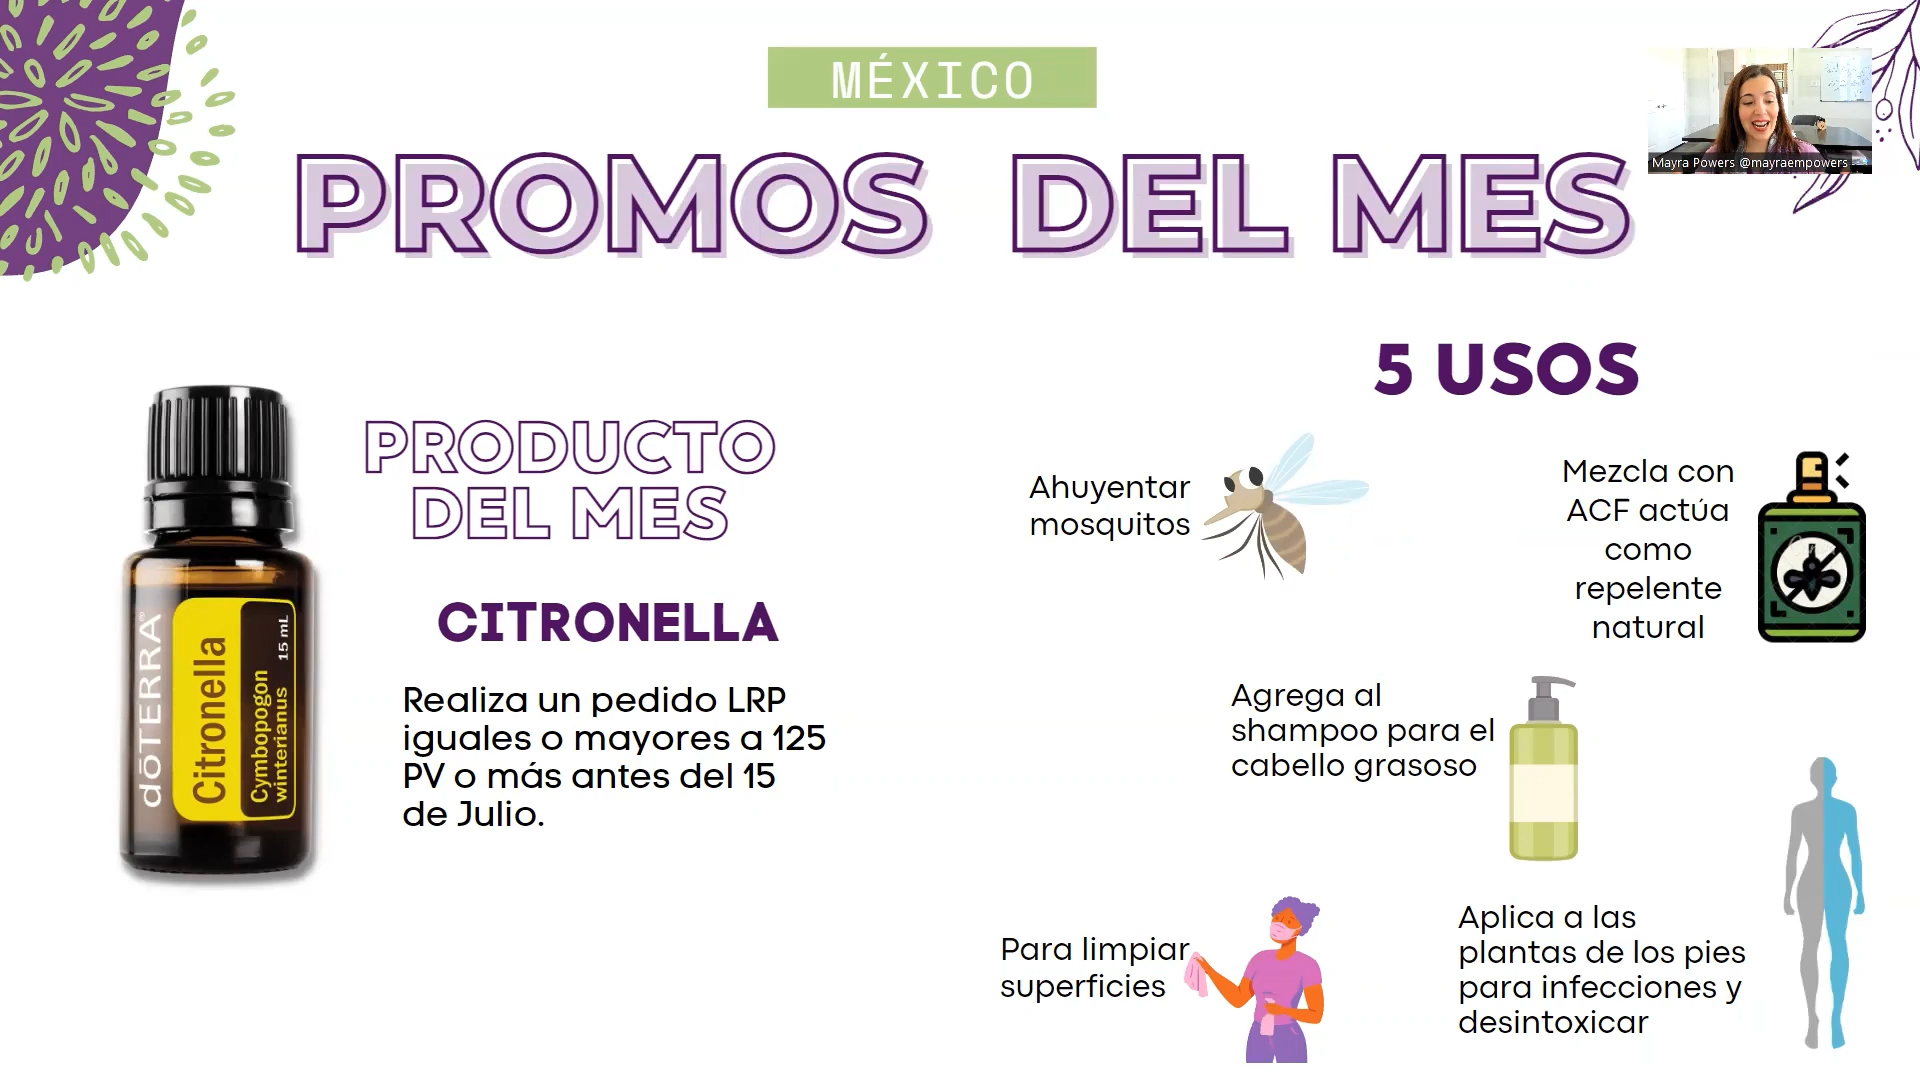 MÉXICO
PROMOS DEL MES
Mayra Powers @mayraempowers
5 USOS
PRODUCTO
DEL MES
CITRONELLA
Realiza un pedido LRP
iguales o mayores a 125
PV o más antes del 15
de Julio.
dōTERRA®
Citronella
Cymbopogon
winterianus
15 mL
Ahuyentar
mosquitos
Mezcla con
ACF actúa
como
repelente
natural
Agrega al
shampoo para el
cabello grasoso
Para limpiar
superficies
Aplica a las
plantas de los pies
para infecciones y
desintoxicar